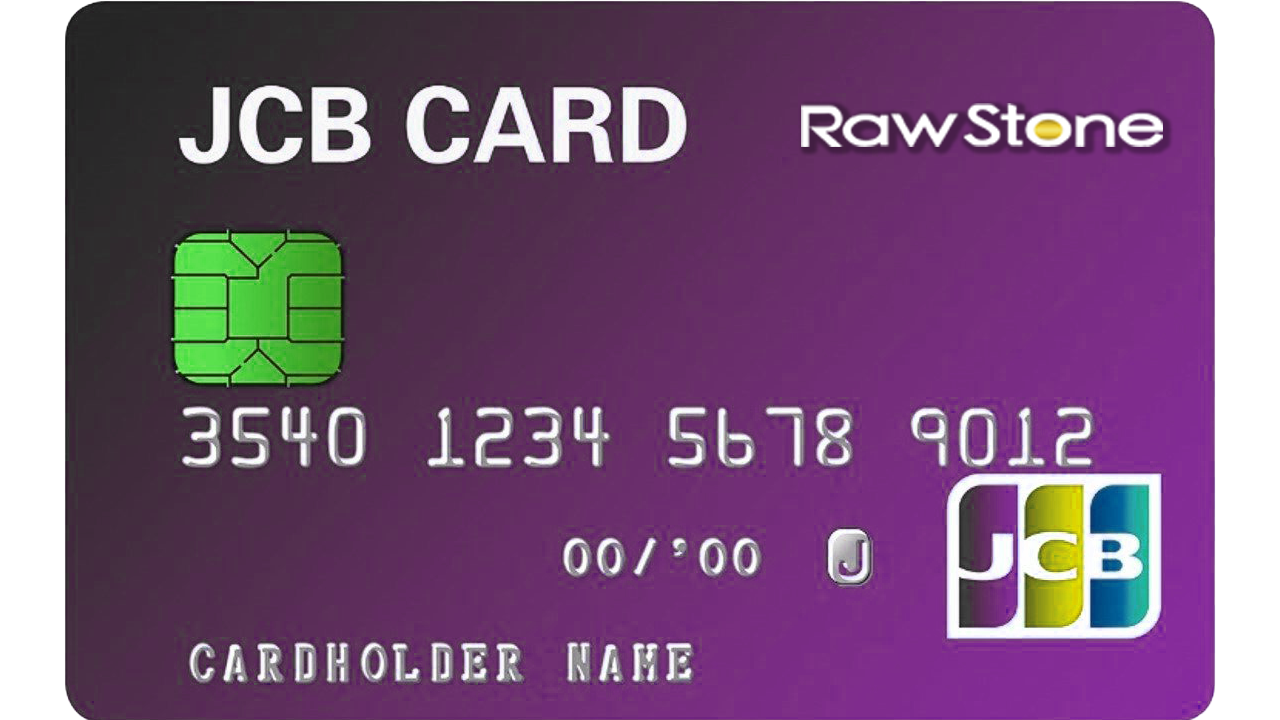 JCB CARD
RawStone
3540 1234 5678 9012
00/’00 J
JCB
CARDHOLDER NAME